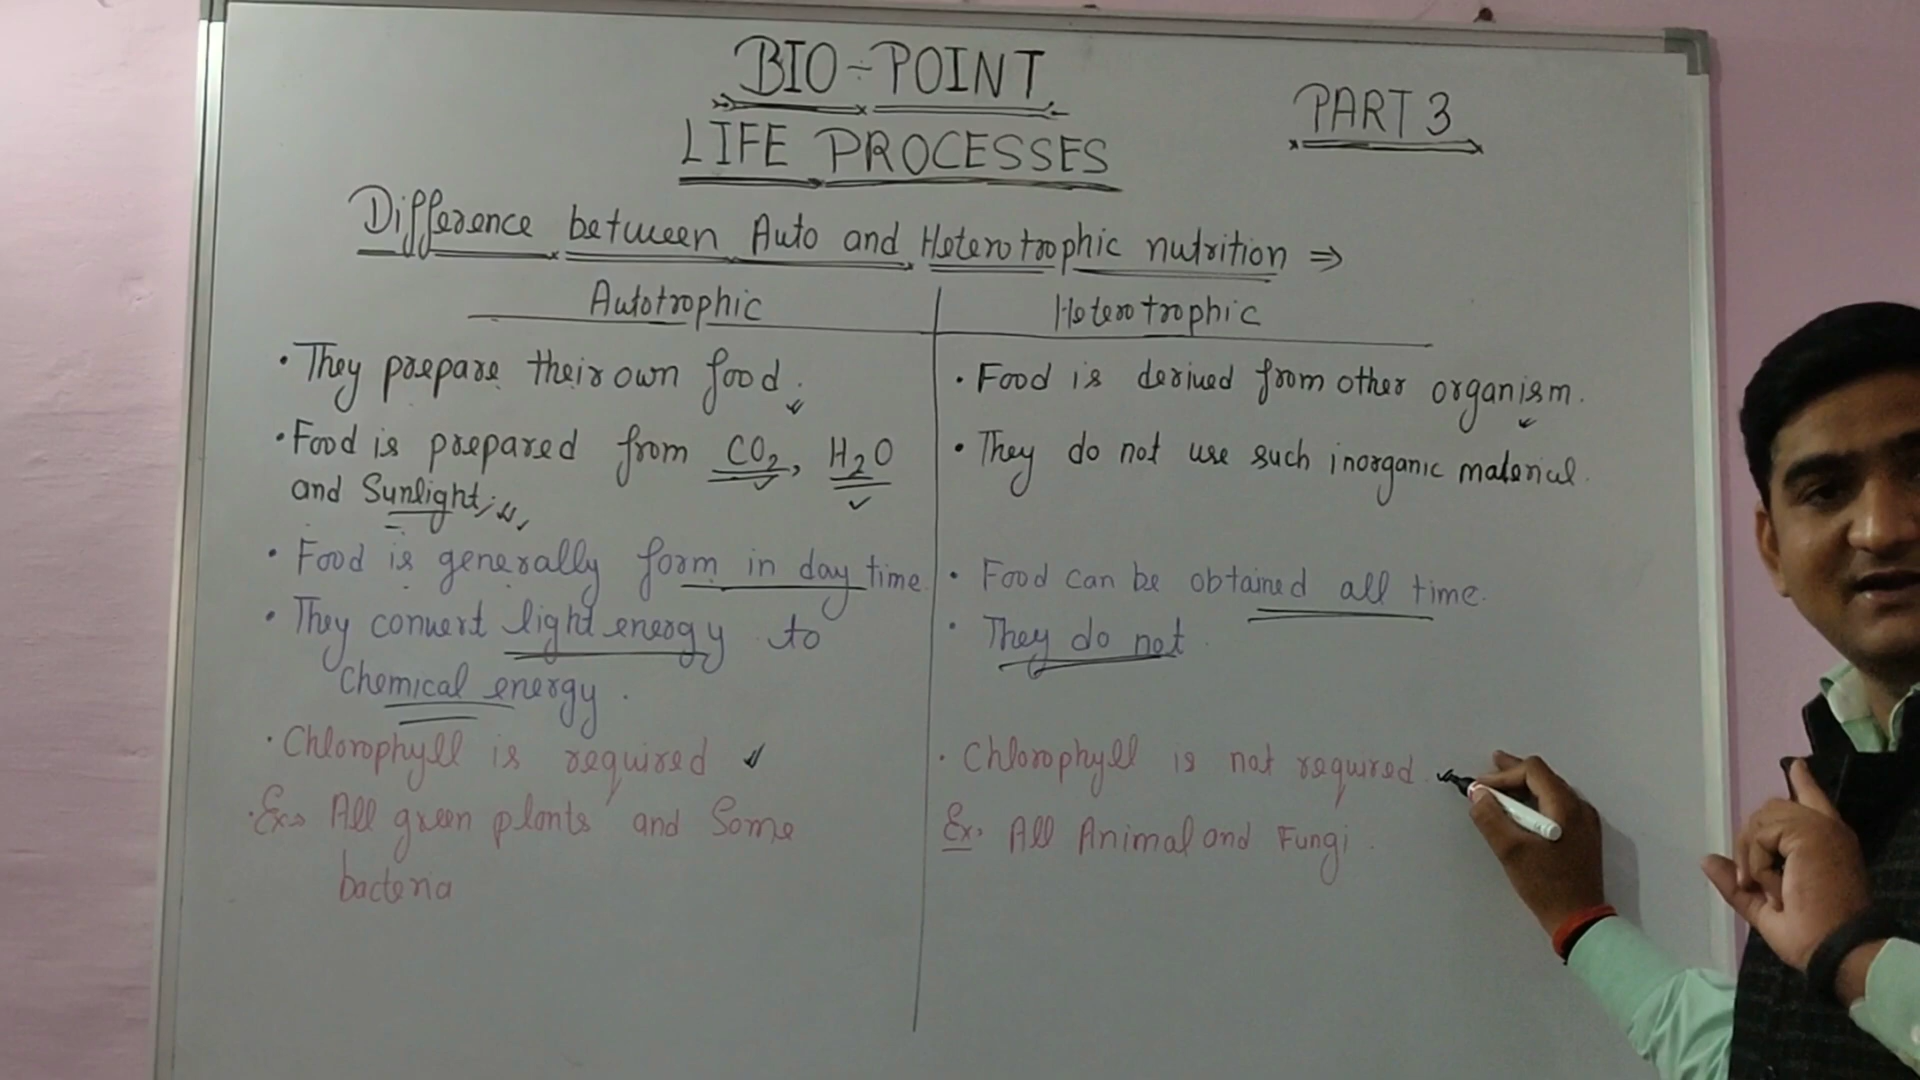 BIO-POINT
PART 3
LIFE PROCESSES
Difference between Auto and Heterotrophic nutrition ⇒
Autotrophic
Heterotrophic
• They prepare their own food.
• Food is derived from other organism.
• Food is prepared from CO2, H2O
and Sunlight.
• They do not use such inorganic material.
• Food is generally form in day time.
• Food can be obtained all time.
• They convert light energy to
Chemical energy.
• They do not.
• Chlorophyll is required
• Chlorophyll is not required.
• Ex⇒ All green plants and Some
bacteria
Ex⇒ All Animal and Fungi.